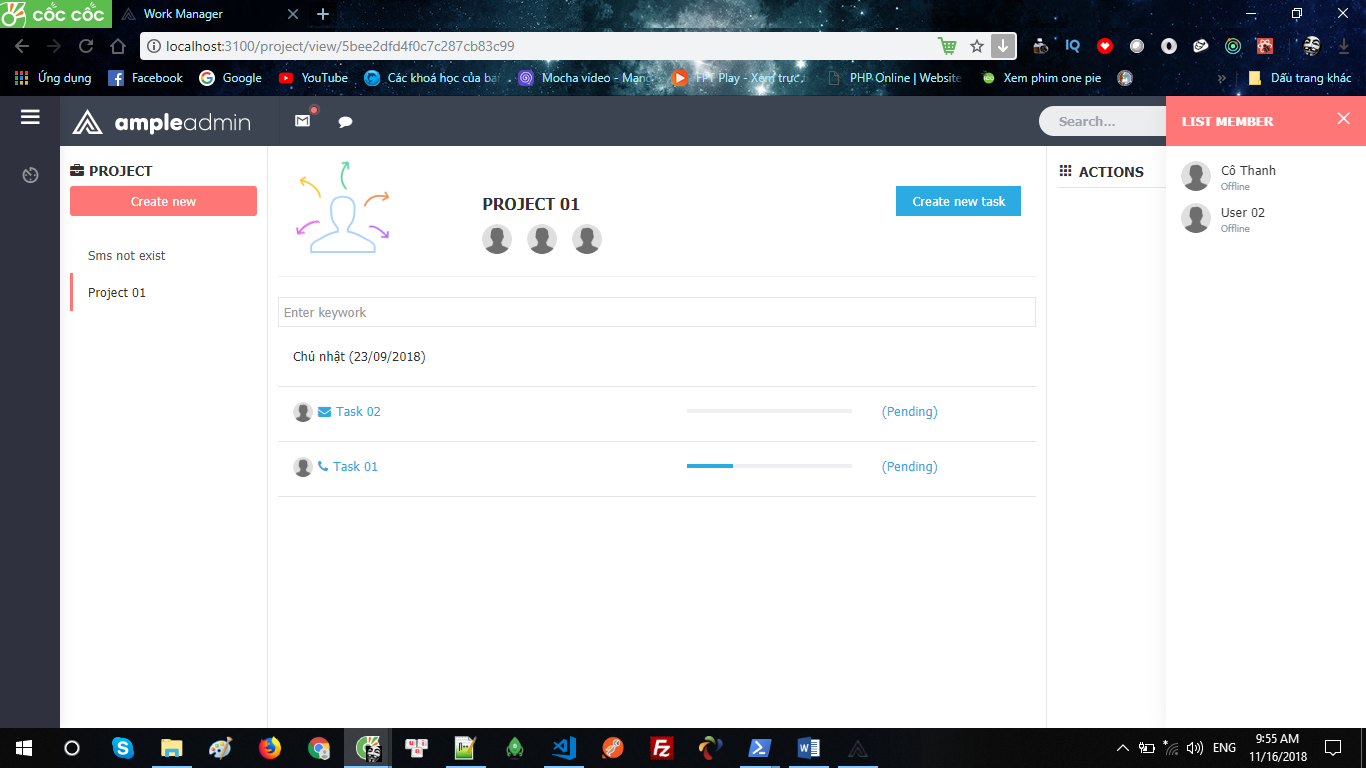 cốc cốc
Work Manager
localhost:3100/project/view/5bee2dfd4f0c7c287cb83c99
IQ
Ứng dụng
Facebook
Google
YouTube
Các khoá học của bạn
Mocha video - Mạng
FPT Play - Xem trực
PHP Online | Website
Xem phim one pie
»
Dấu trang khác
ampleadmin
Search...
LIST MEMBER
PROJECT
Create new
Sms not exist
Project 01
PROJECT 01
Create new task
Enter keywork
Chủ nhật (23/09/2018)
Task 02
(Pending)
Task 01
(Pending)
ACTIONS
Cô Thanh
Offline
User 02
Offline
ENG
9:55 AM
11/16/2018